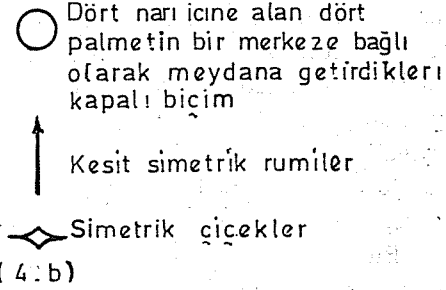 Dört narı içine alan dört
palmetin bir merkeze bağlı
olarak meydana getirdikleri
kapalı biçim
Kesit simetrik rumiler
Simetrik çiçekler
( 4:b)